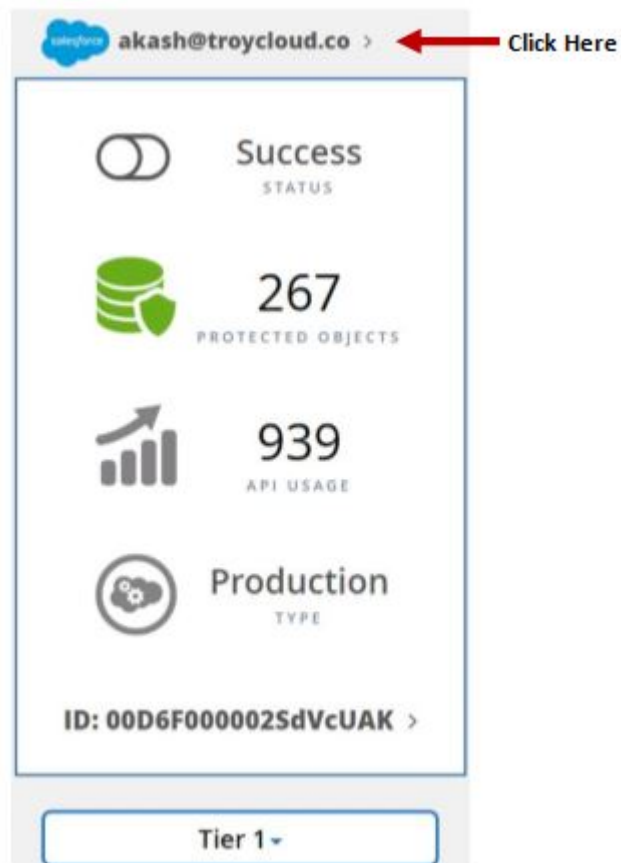 salesforce akash@troycloud.co > Click Here
Success
STATUS
267
PROTECTED OBJECTS
939
API USAGE
Production
TYPE
ID: 00D6F000002SdVcUAK >
Tier 1